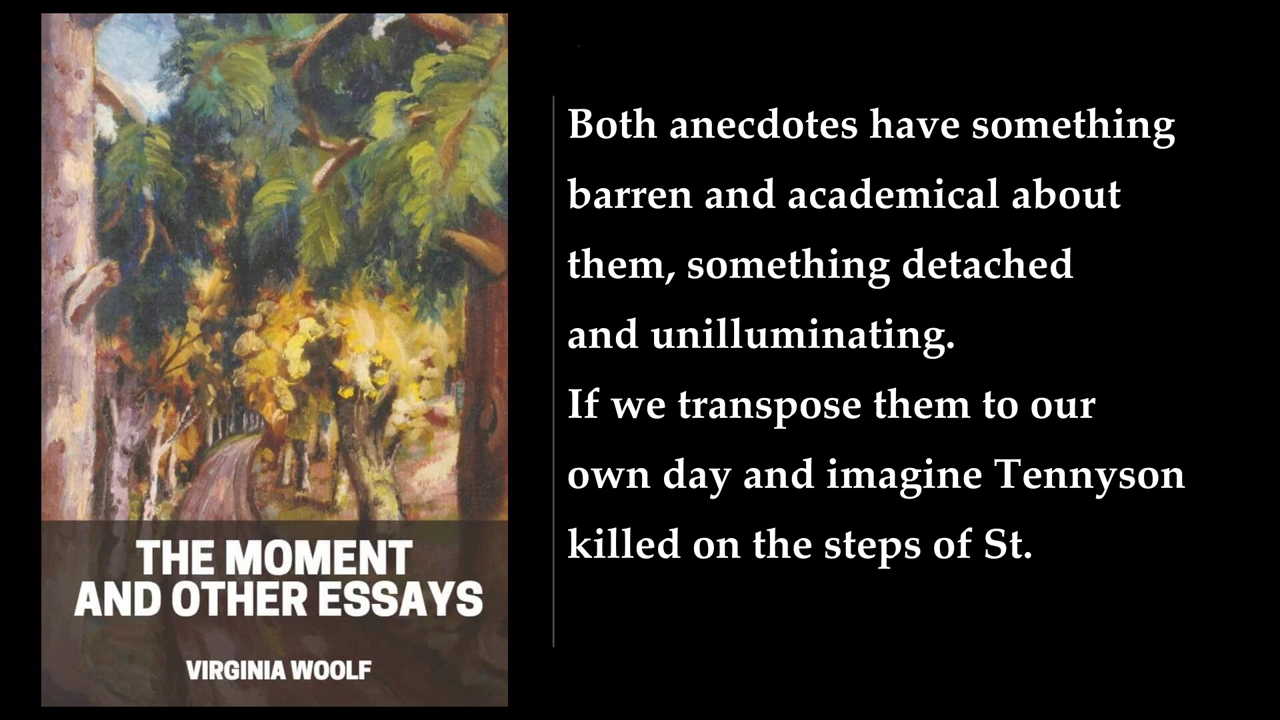 THE MOMENT
AND OTHER ESSAYS
VIRGINIA WOOLF
Both anecdotes have something
barren and academical about
them, something detached
and unilluminating.
If we transpose them to our
own day and imagine Tennyson
killed on the steps of St.